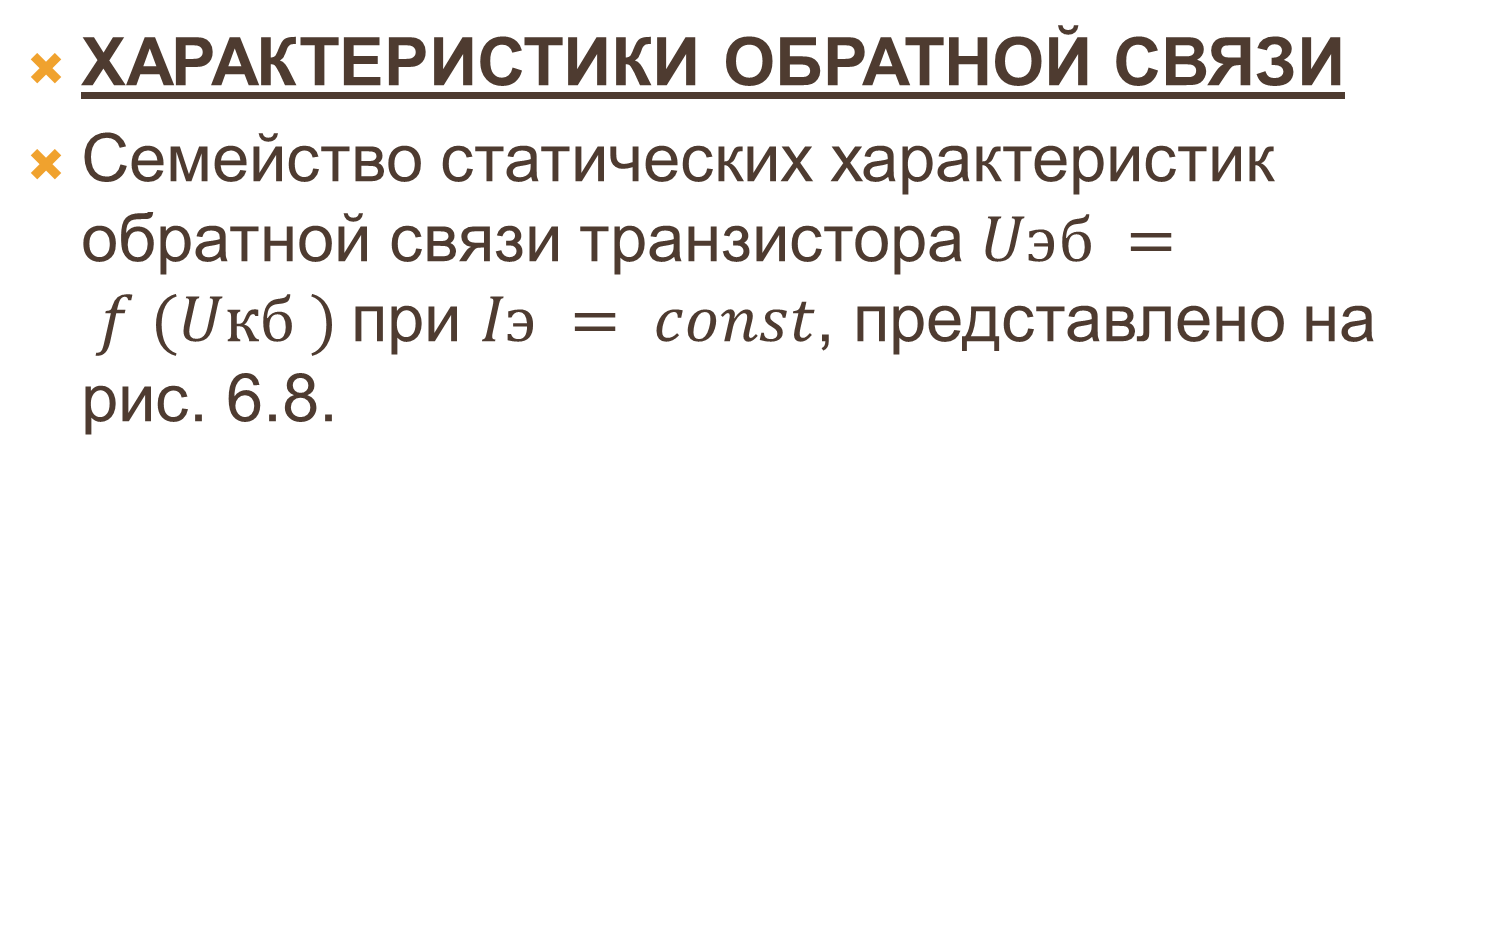 ХАРАКТЕРИСТИКИ ОБРАТНОЙ СВЯЗИ
Семейство статических характеристик
обратной связи транзистора Uэб =
f (Uкб ) при Iэ = const, представлено на
рис. 6.8.